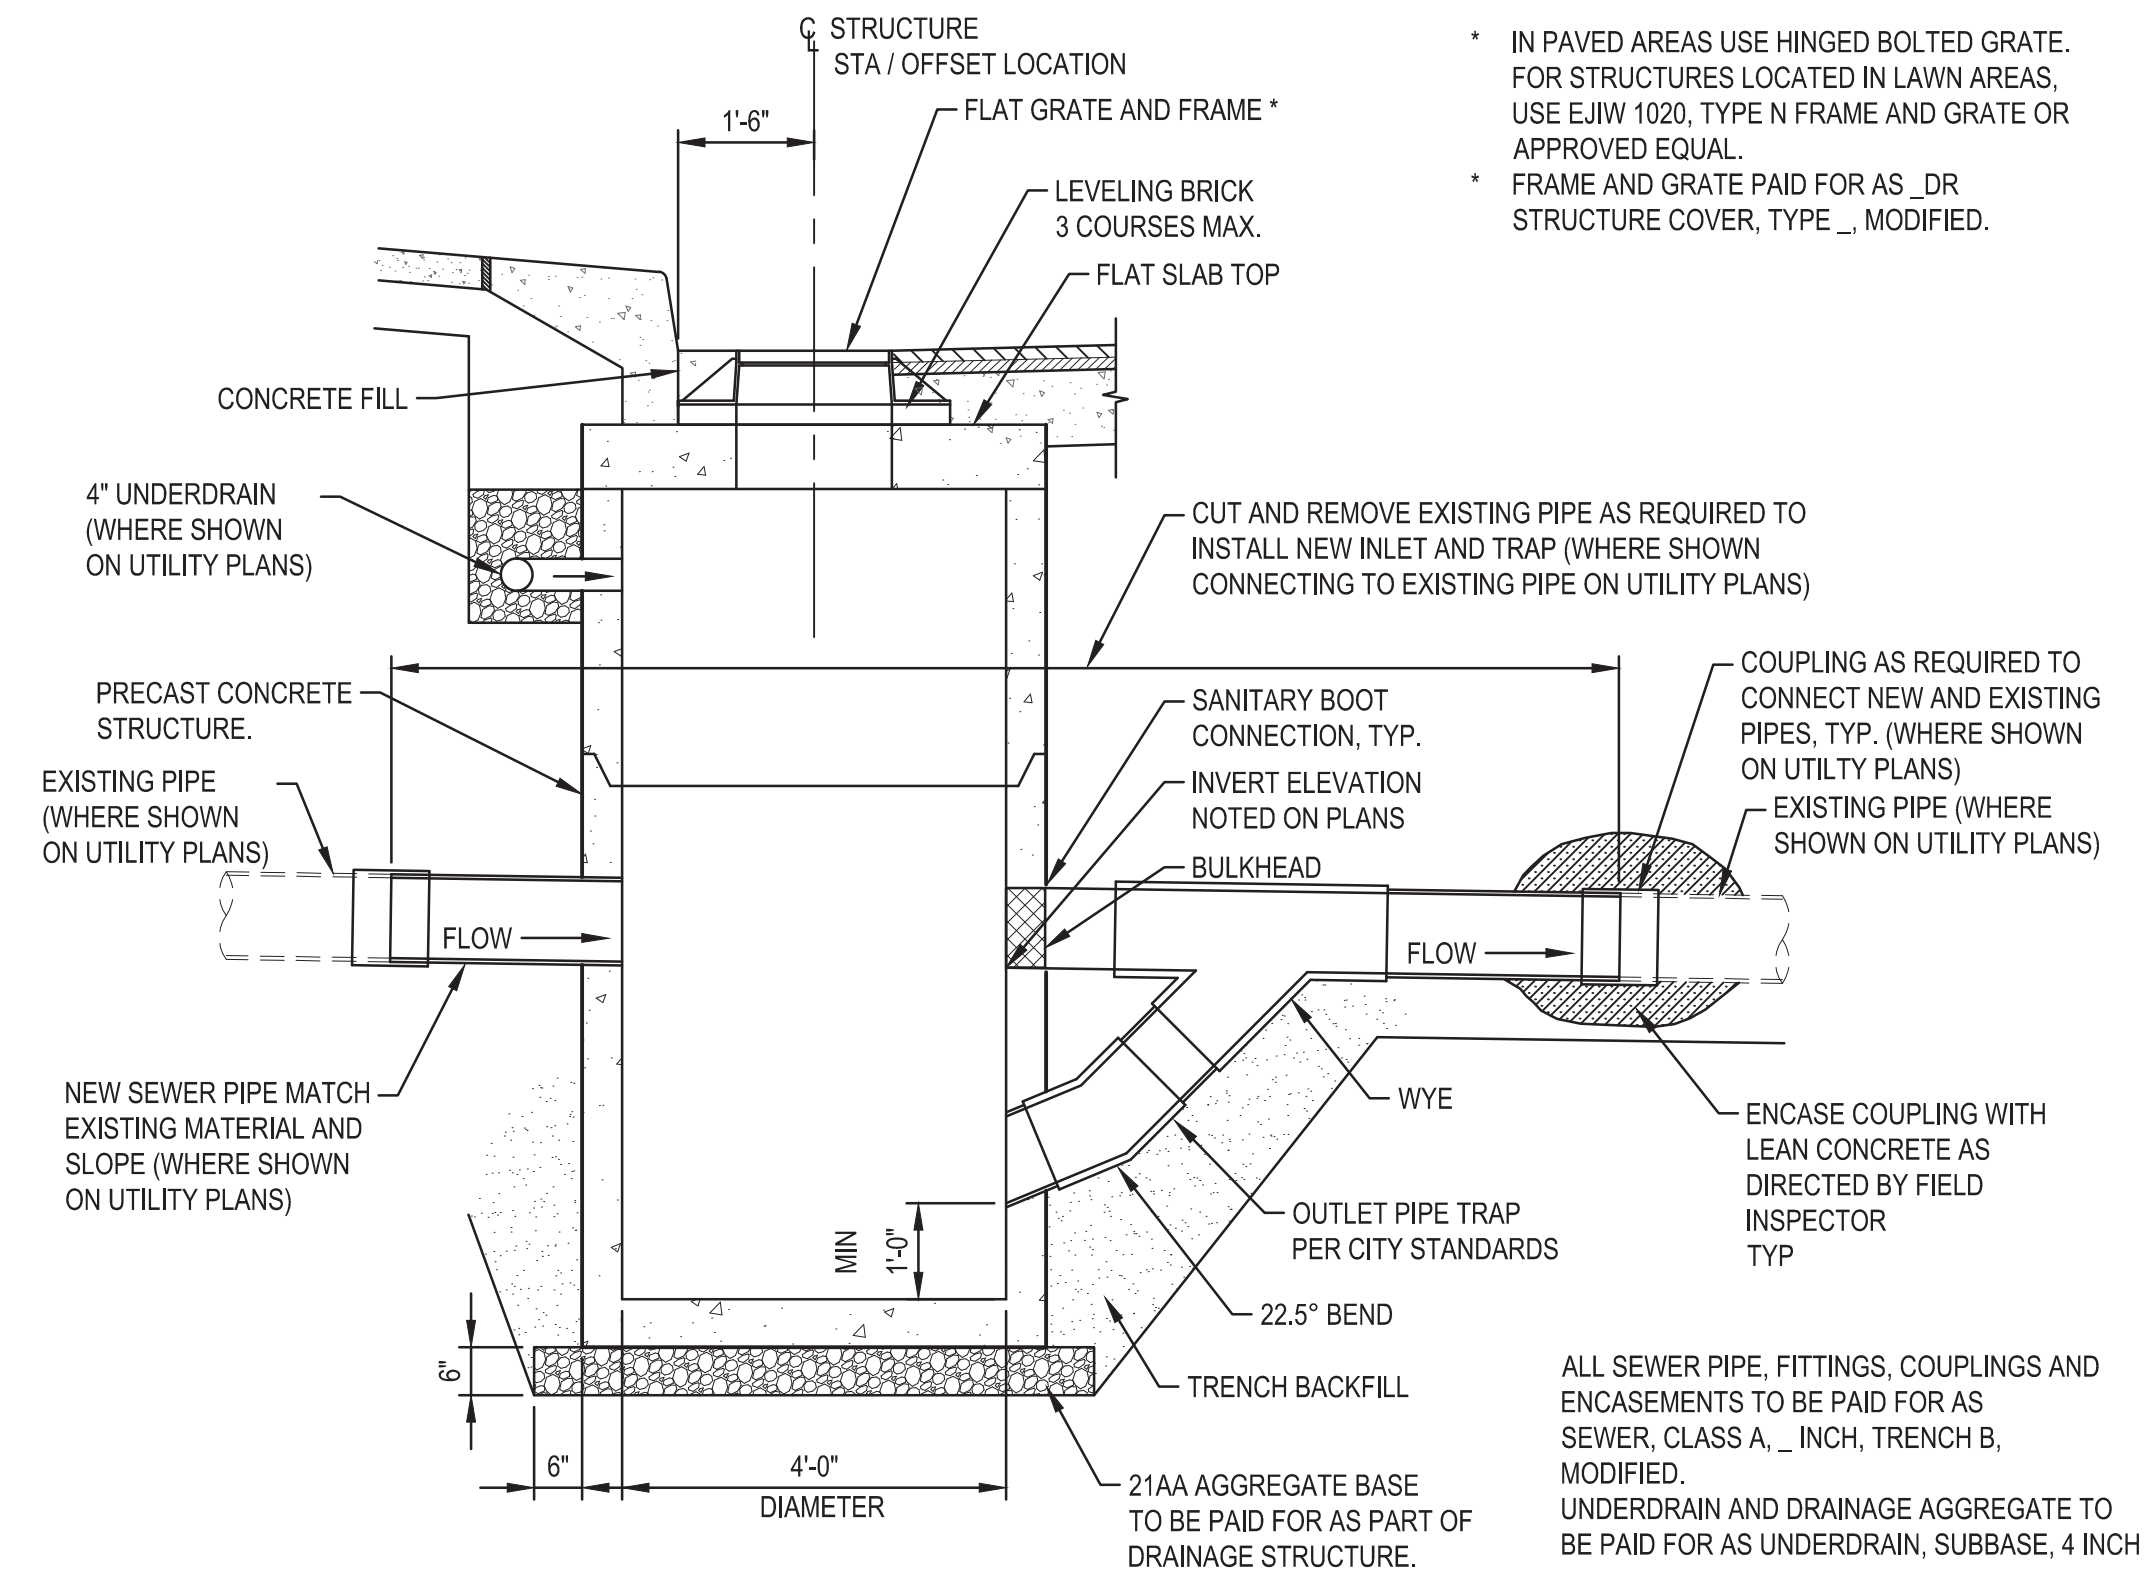 ℄ STRUCTURE
STA / OFFSET LOCATION
1'-6"
FLAT GRATE AND FRAME *
LEVELING BRICK
3 COURSES MAX.
FLAT SLAB TOP
* IN PAVED AREAS USE HINGED BOLTED GRATE.
FOR STRUCTURES LOCATED IN LAWN AREAS,
USE EJIW 1020, TYPE N FRAME AND GRATE OR
APPROVED EQUAL.
* FRAME AND GRATE PAID FOR AS _DR
STRUCTURE COVER, TYPE _, MODIFIED.
CONCRETE FILL
4" UNDERDRAIN
(WHERE SHOWN
ON UTILITY PLANS)
CUT AND REMOVE EXISTING PIPE AS REQUIRED TO
INSTALL NEW INLET AND TRAP (WHERE SHOWN
CONNECTING TO EXISTING PIPE ON UTILITY PLANS)
PRECAST CONCRETE
STRUCTURE.
SANITARY BOOT
CONNECTION, TYP.
COUPLING AS REQUIRED TO
CONNECT NEW AND EXISTING
PIPES, TYP. (WHERE SHOWN
ON UTILTY PLANS)
EXISTING PIPE
(WHERE SHOWN
ON UTILITY PLANS)
INVERT ELEVATION
NOTED ON PLANS
EXISTING PIPE (WHERE
SHOWN ON UTILITY PLANS)
BULKHEAD
FLOW
FLOW
NEW SEWER PIPE MATCH
EXISTING MATERIAL AND
SLOPE (WHERE SHOWN
ON UTILITY PLANS)
WYE
ENCASE COUPLING WITH
LEAN CONCRETE AS
DIRECTED BY FIELD
INSPECTOR
TYP
OUTLET PIPE TRAP
PER CITY STANDARDS
MIN
1'-0"
22.5° BEND
6"
TRENCH BACKFILL
6"
4'-0"
DIAMETER
21AA AGGREGATE BASE
TO BE PAID FOR AS PART OF
DRAINAGE STRUCTURE.
ALL SEWER PIPE, FITTINGS, COUPLINGS AND
ENCASEMENTS TO BE PAID FOR AS
SEWER, CLASS A, _ INCH, TRENCH B,
MODIFIED.
UNDERDRAIN AND DRAINAGE AGGREGATE TO
BE PAID FOR AS UNDERDRAIN, SUBBASE, 4 INCH